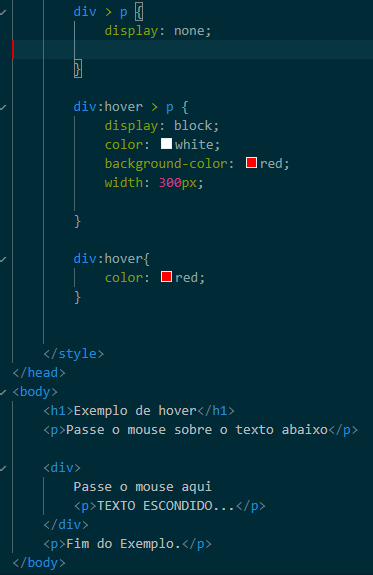 div > p {
display: none;
}
div:hover > p {
display: block;
color: white;
background-color: red;
width: 300px;
}
div:hover{
color: red;
}
</style>
</head>
<body>
<h1>Exemplo de hover</h1>
<p>Passe o mouse sobre o texto abaixo</p>
<div>
Passe o mouse aqui
<p>TEXTO ESCONDIDO...</p>
</div>
<p>Fim do Exemplo.</p>
</body>